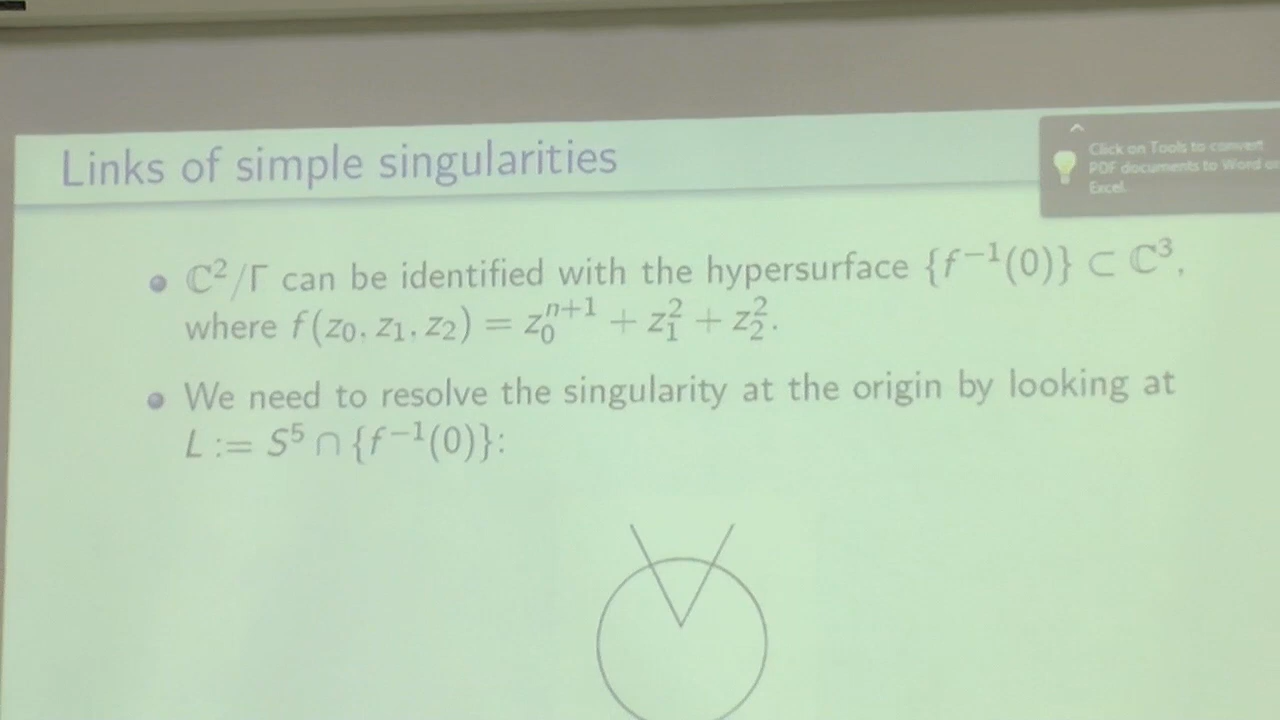 Links of simple singularities
Click on Tools to convert
PDF documents to Word or
Excel.
• ℂ²/Γ can be identified with the hypersurface {f⁻¹(0)} ⊂ ℂ³,
where f(z₀, z₁, z₂) = z₀ⁿ⁺¹ + z₁² + z₂².
• We need to resolve the singularity at the origin by looking at
L := S⁵ ∩ {f⁻¹(0)}: